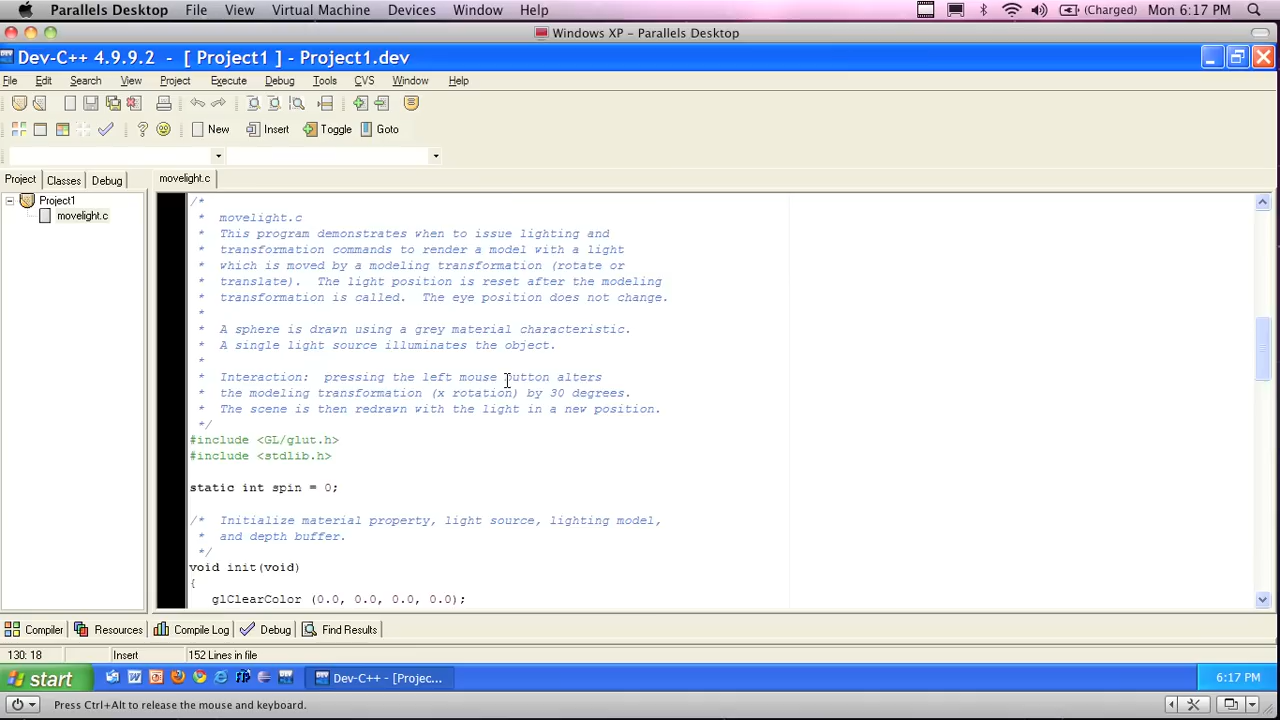 Parallels Desktop File View Virtual Machine Devices Window Help (Charged) Mon 6:17 PM
Windows XP - Parallels Desktop
Dev-C++ 4.9.9.2 - [ Project1 ] - Project1.dev
File Edit Search View Project Execute Debug Tools CVS Window Help
New Insert Toggle Goto
Project Classes Debug movelight.c
Project1
movelight.c
/*
* movelight.c
* This program demonstrates when to issue lighting and
* transformation commands to render a model with a light
* which is moved by a modeling transformation (rotate or
* translate). The light position is reset after the modeling
* transformation is called. The eye position does not change.
*
* A sphere is drawn using a grey material characteristic.
* A single light source illuminates the object.
*
* Interaction: pressing the left mouse button alters
* the modeling transformation (x rotation) by 30 degrees.
* The scene is then redrawn with the light in a new position.
*/
#include <GL/glut.h>
#include <stdlib.h>
static int spin = 0;
/* Initialize material property, light source, lighting model,
* and depth buffer.
*/
void init(void)
{
glClearColor (0.0, 0.0, 0.0, 0.0);
Compiler Resources Compile Log Debug Find Results
130: 18 Insert 152 Lines in file
start Dev-C++ - [Projec... 6:17 PM
Press Ctrl+Alt to release the mouse and keyboard.